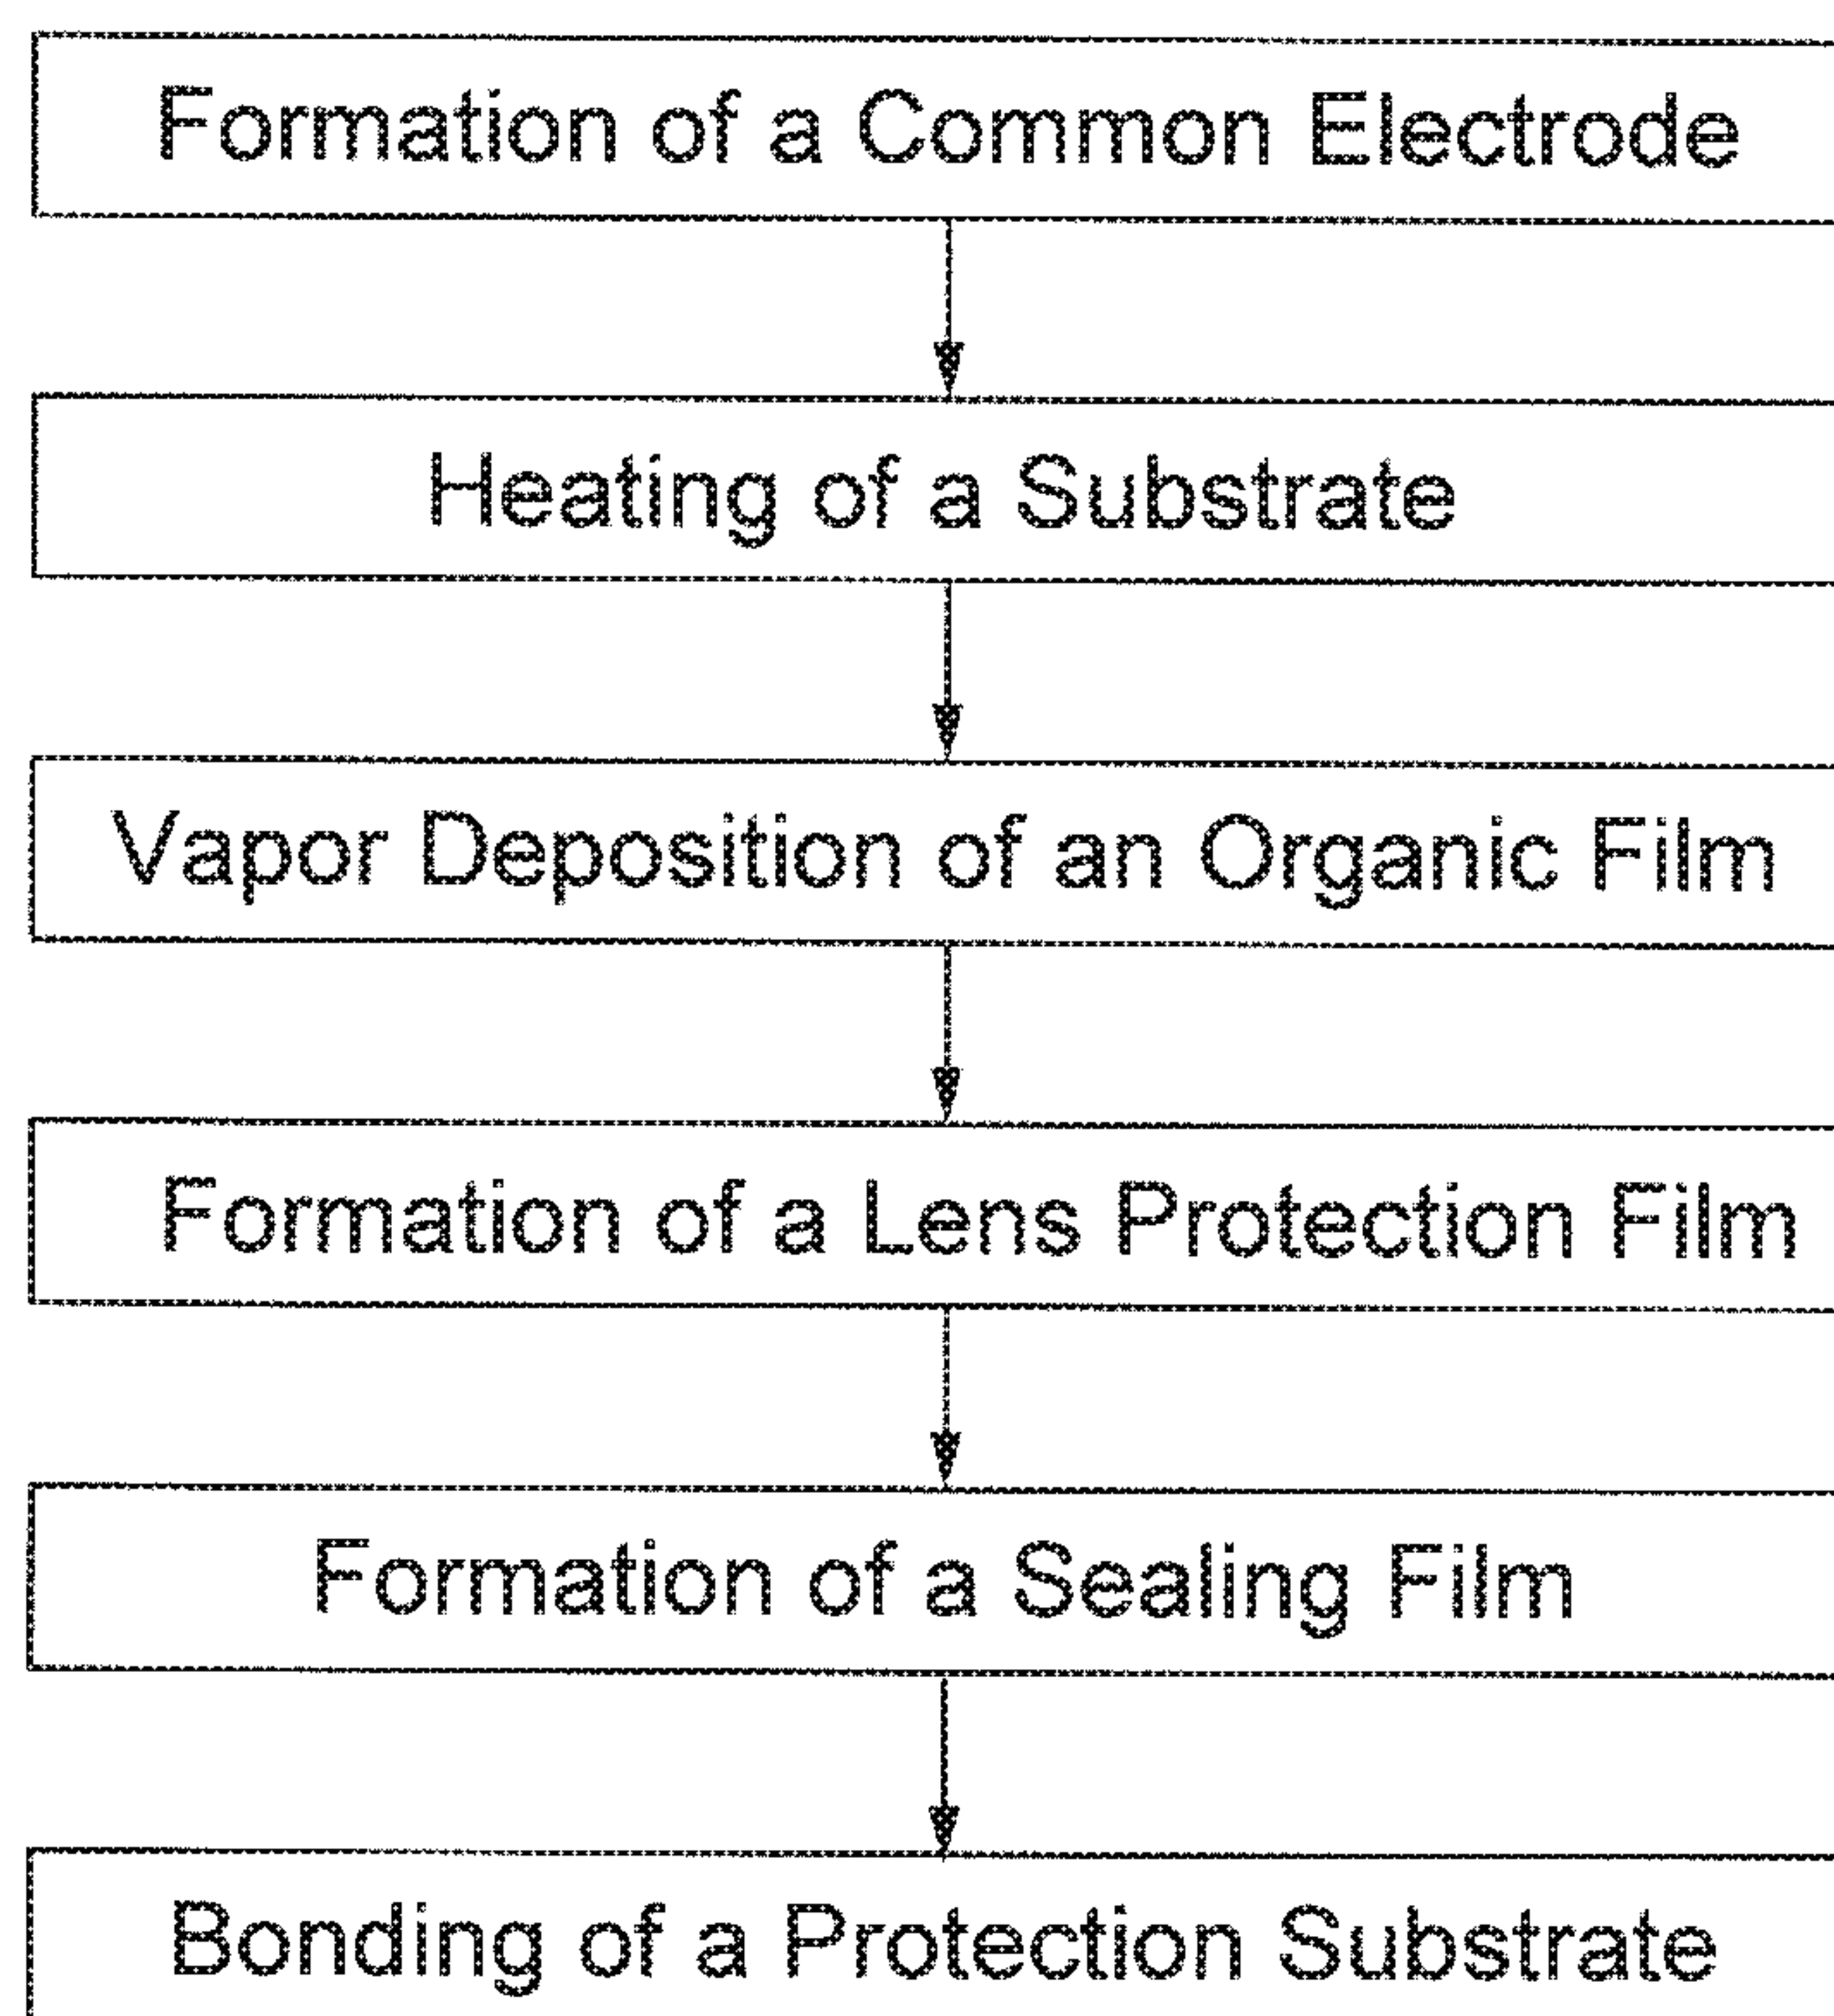 Formation of a Common Electrode
Heating of a Substrate
Vapor Deposition of an Organic Film
Formation of a Lens Protection Film
Formation of a Sealing Film
Bonding of a Protection Substrate